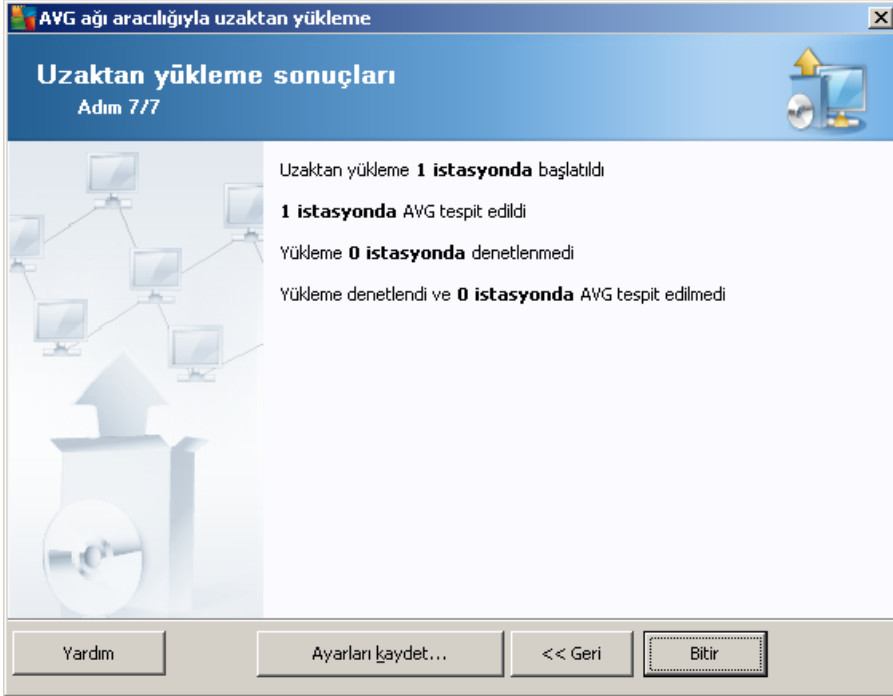 AVG ağı aracılığıyla uzaktan yükleme
Uzaktan yükleme sonuçları
Adım 7/7
Uzaktan yükleme 1 istasyonda başlatıldı
1 istasyonda AVG tespit edildi
Yükleme 0 istasyonda denetlenmedi
Yükleme denetlendi ve 0 istasyonda AVG tespit edilmedi
Yardım
Ayarları kaydet...
<< Geri
Bitir